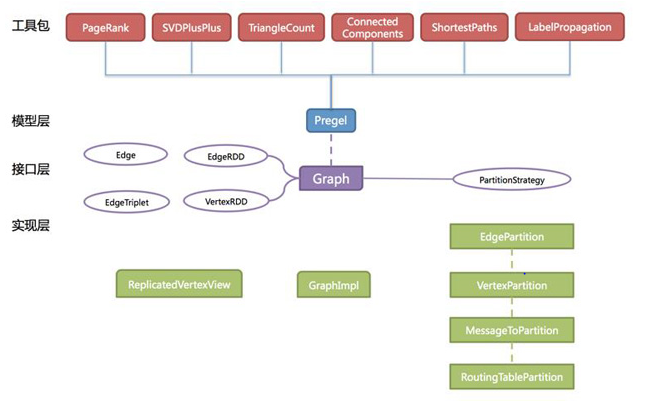 工具包
PageRank
SVDPlusPlus
TriangleCount
Connected
Components
ShortestPaths
LabelPropagation
模型层
Pregel
接口层
Edge
EdgeRDD
Graph
PartitionStrategy
EdgeTriplet
VertexRDD
实现层
EdgePartition
ReplicatedVertexView
GraphImpl
VertexPartition
MessageToPartition
RoutingTablePartition